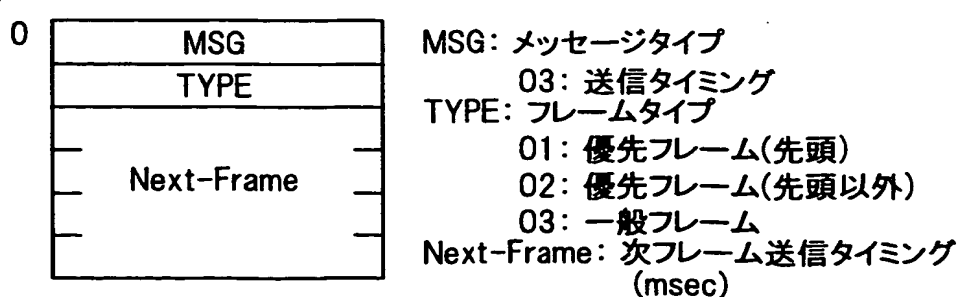 0
MSG
TYPE
Next-Frame
MSG: メッセージタイプ
03: 送信タイミング
TYPE: フレームタイプ
01: 優先フレーム(先頭)
02: 優先フレーム(先頭以外)
03: 一般フレーム
Next-Frame: 次フレーム送信タイミング
(msec)